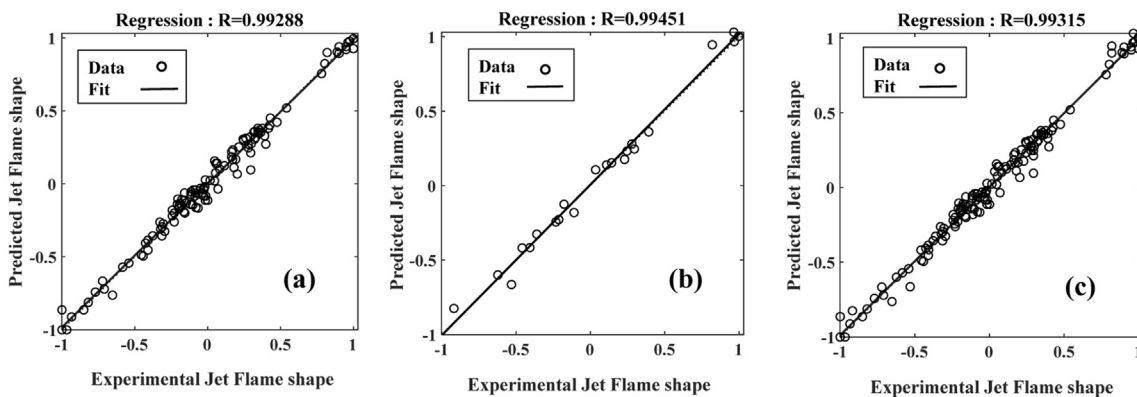 Regression : R=0.99288
Predicted Jet Flame shape
Data
Fit
1
0.5
0
-0.5
-1
(a)
-1
-0.5
0
0.5
1
Experimental Jet Flame shape
Regression : R=0.99451
Predicted Jet Flame shape
Data
Fit
1
0.5
0
-0.5
-1
(b)
-1
-0.5
0
0.5
1
Experimental Jet Flame shape
Regression : R=0.99315
Predicted Jet Flame shape
Data
Fit
1
0.5
0
-0.5
-1
(c)
-1
-0.5
0
0.5
1
Experimental Jet Flame shape